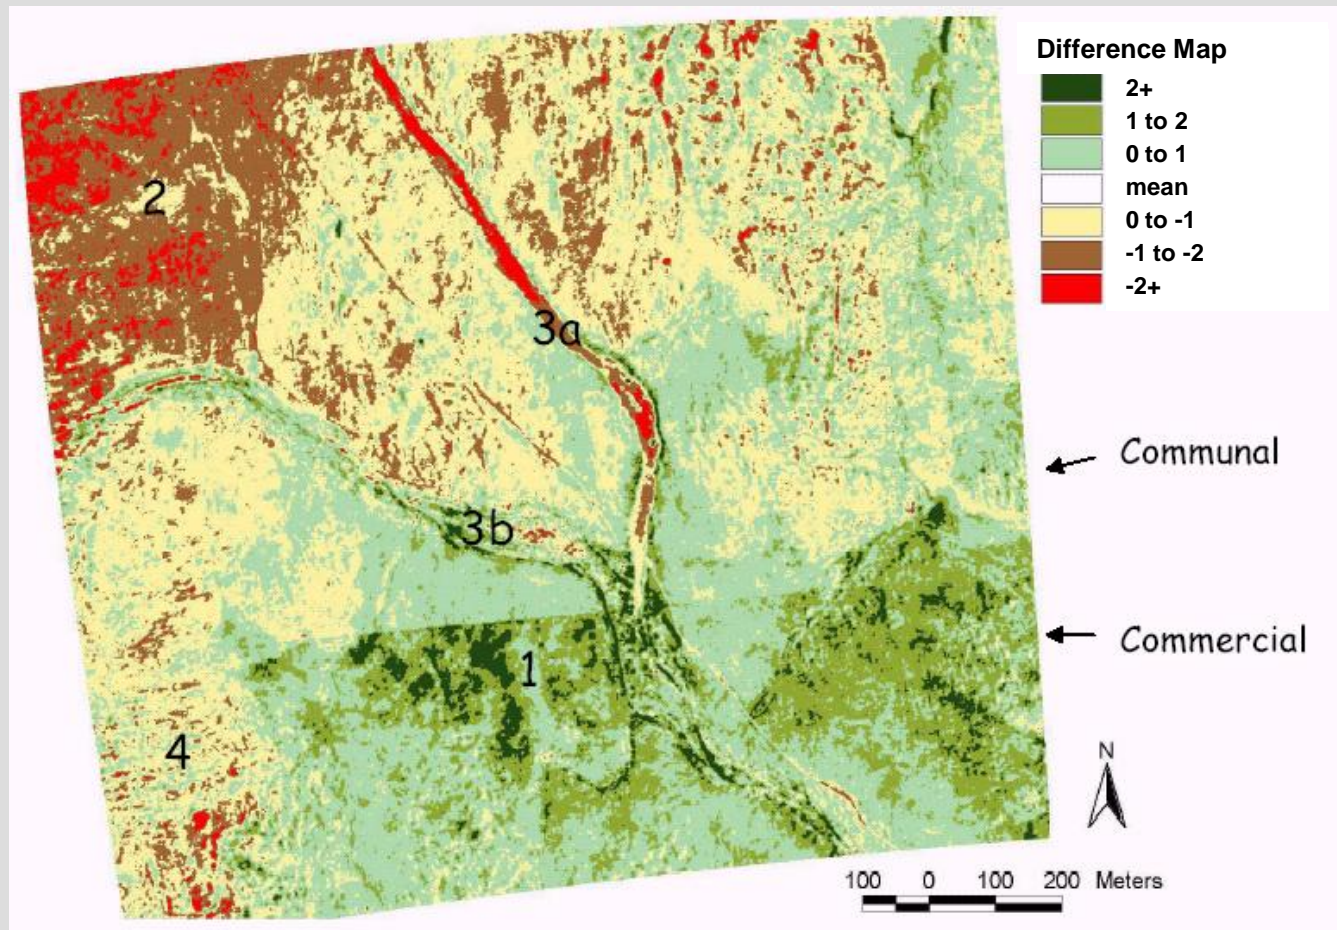 Difference Map
2+
1 to 2
0 to 1
mean
0 to -1
-1 to -2
-2+
2
3a
3b
1
4
Communal
Commercial
N
100 0 100 200 Meters